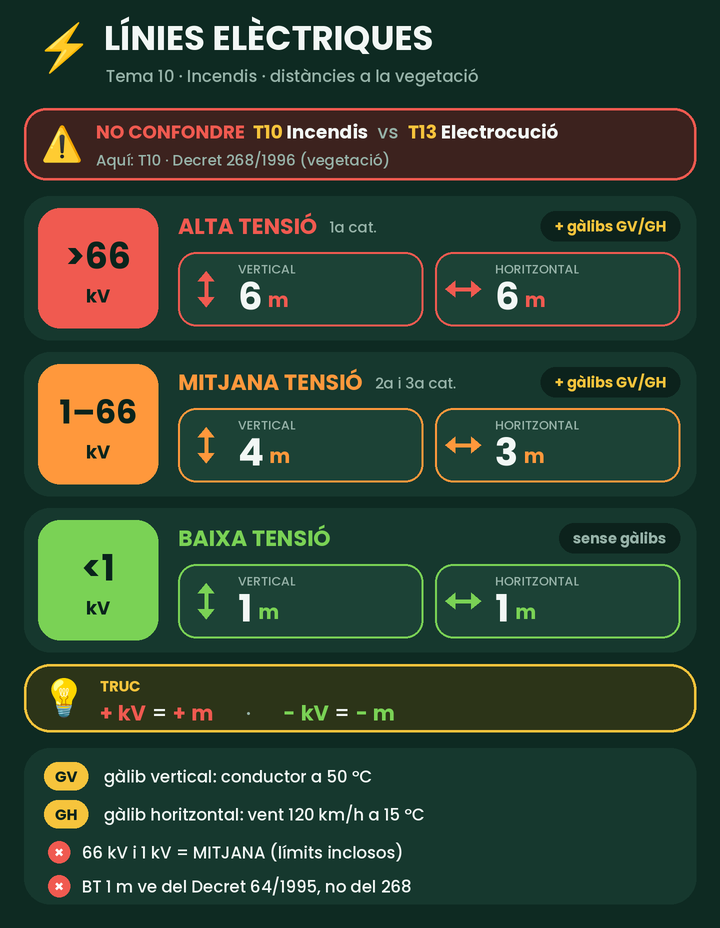 LÍNIES ELÈCTRIQUES
Tema 10 · Incendis · distàncies a la vegetació
NO CONFONDRE T10 Incendis vs T13 Electrocució
Aquí: T10 · Decret 268/1996 (vegetació)
>66
kV
ALTA TENSIÓ 1a cat.
+ gàlibs GV/GH
VERTICAL
6 m
HORITZONTAL
6 m
1–66
kV
MITJANA TENSIÓ 2a i 3a cat.
+ gàlibs GV/GH
VERTICAL
4 m
HORITZONTAL
3 m
<1
kV
BAIXA TENSIÓ
sense gàlibs
VERTICAL
1 m
HORITZONTAL
1 m
TRUC
+ kV = + m · - kV = - m
GV gàlib vertical: conductor a 50 ºC
GH gàlib horitzontal: vent 120 km/h a 15 ºC
66 kV i 1 kV = MITJANA (límits inclosos)
BT 1 m ve del Decret 64/1995, no del 268